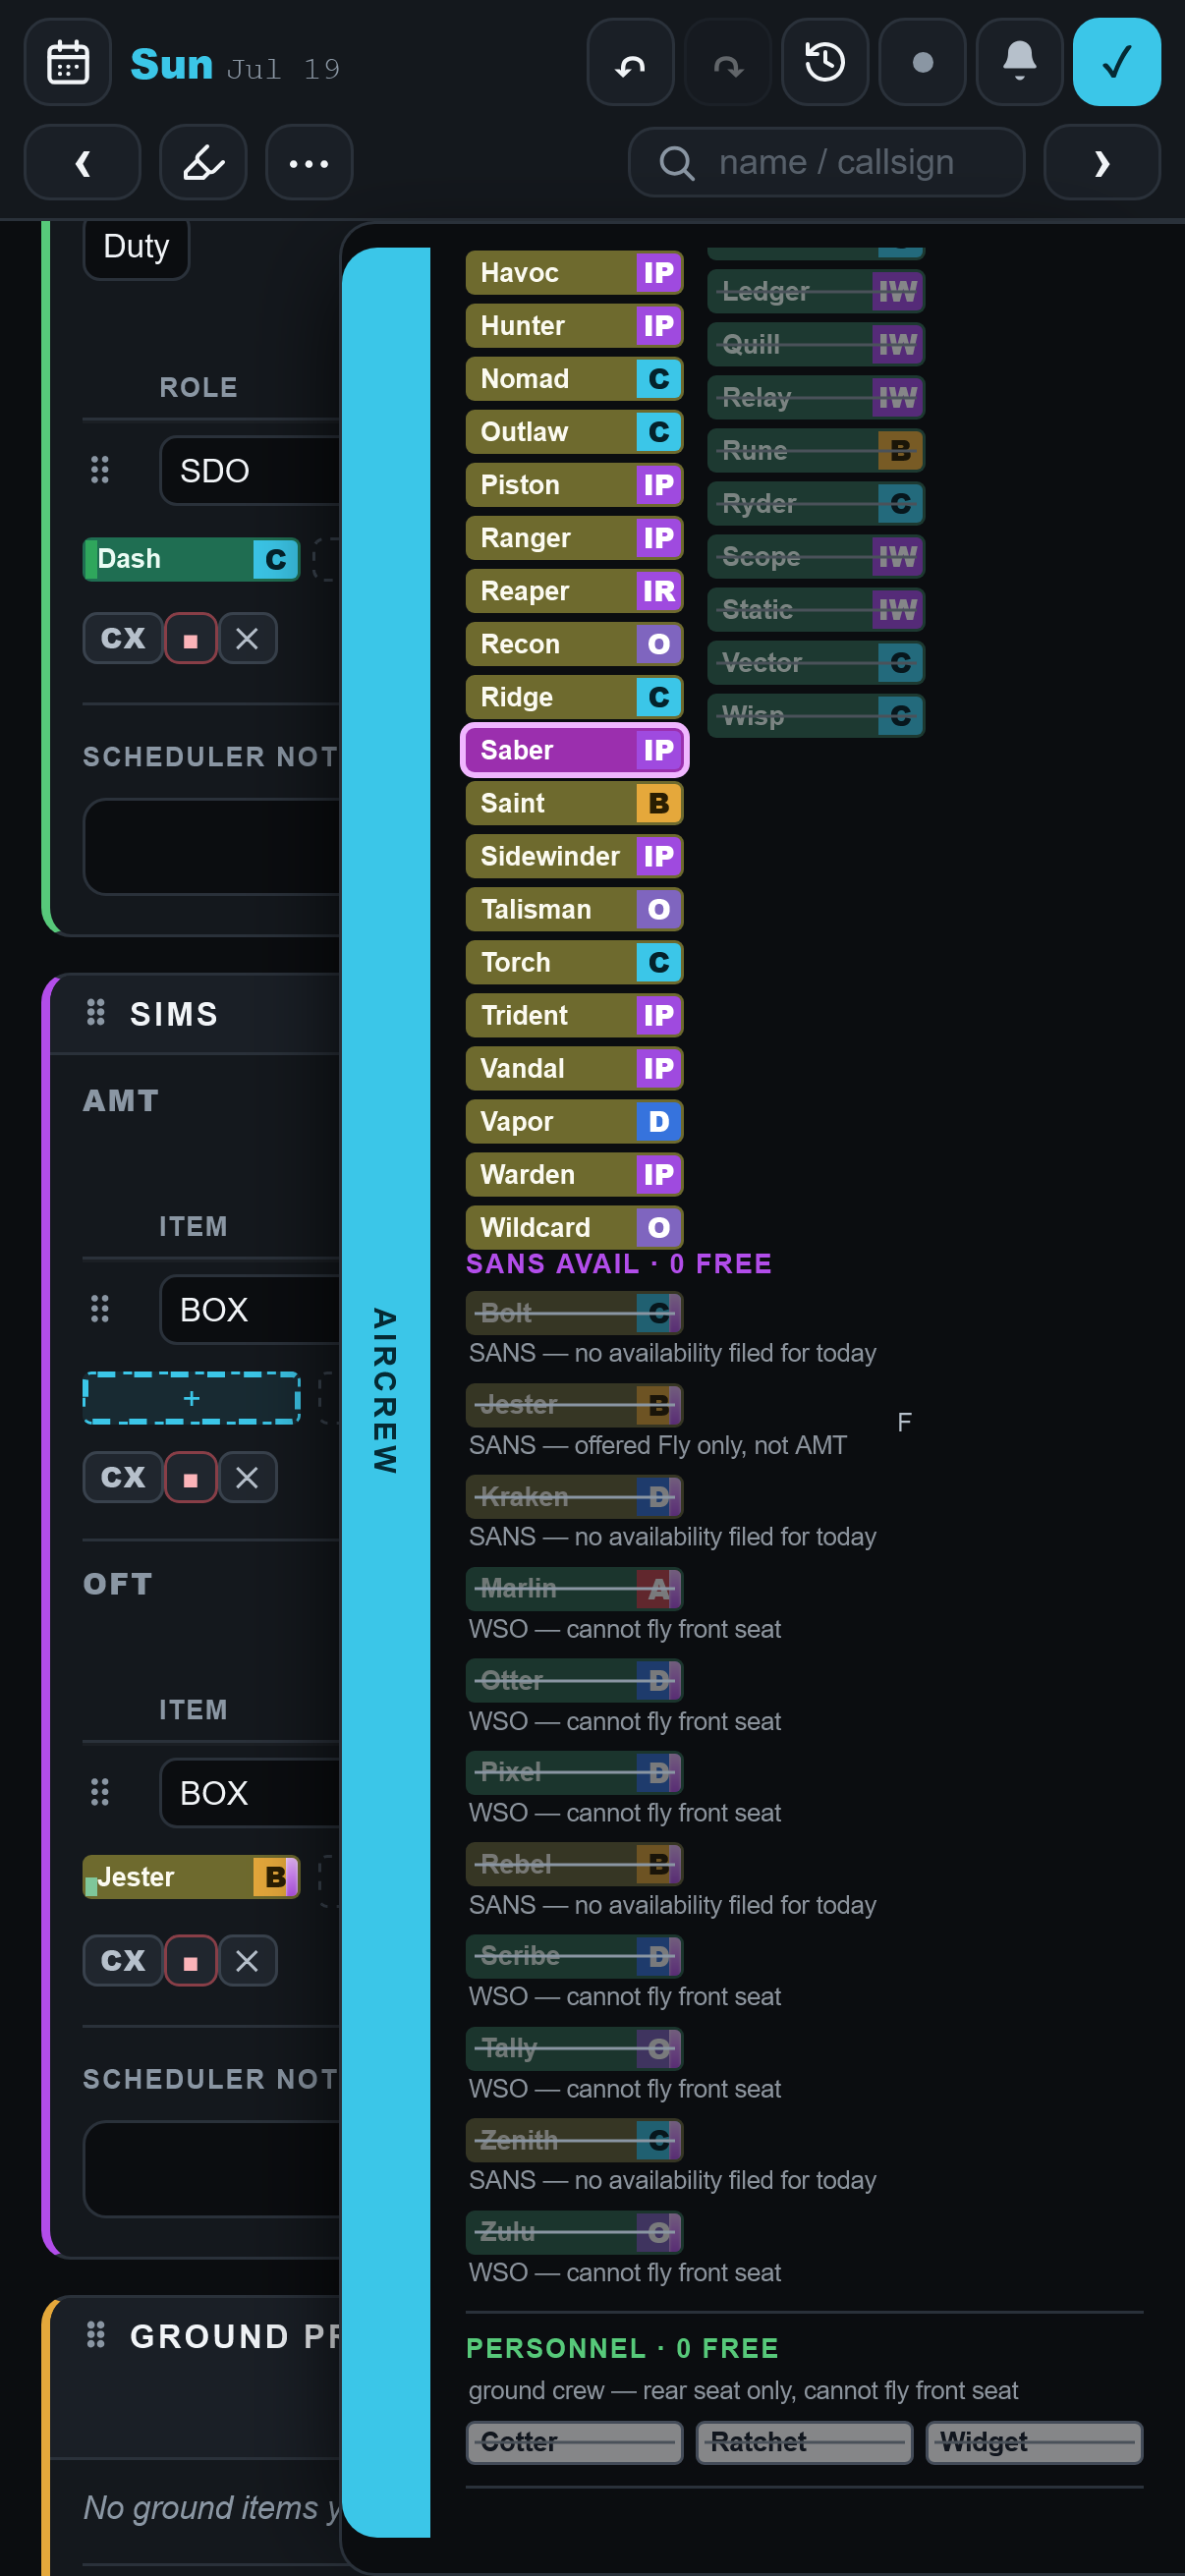 Sun Jul 19
name / callsign
Duty
ROLE
SDO
Dash C
CX
SCHEDULER NOT
SIMS
AMT
ITEM
BOX
+
CX
OFT
ITEM
BOX
Jester B
CX
SCHEDULER NOT
GROUND PR
No ground items y
AIRCREW
Havoc IP
Hunter IP
Nomad C
Outlaw C
Piston IP
Ranger IP
Reaper IR
Recon O
Ridge C
Saber IP
Saint B
Sidewinder IP
Talisman O
Torch C
Trident IP
Vandal IP
Vapor D
Warden IP
Wildcard O
Ledger IW
Quill IW
Relay IW
Rune B
Ryder C
Scope IW
Static IW
Vector C
Wisp C
SANS AVAIL · 0 FREE
Bolt C
SANS — no availability filed for today
Jester B
F
SANS — offered Fly only, not AMT
Kraken D
SANS — no availability filed for today
Marlin A
WSO — cannot fly front seat
Otter D
WSO — cannot fly front seat
Pixel D
WSO — cannot fly front seat
Rebel B
SANS — no availability filed for today
Scribe D
WSO — cannot fly front seat
Tally O
WSO — cannot fly front seat
Zenith C
SANS — no availability filed for today
Zulu O
WSO — cannot fly front seat
PERSONNEL · 0 FREE
ground crew — rear seat only, cannot fly front seat
Cotter Ratchet Widget